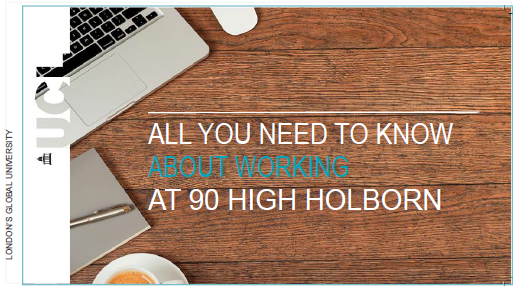 LONDON'S GLOBAL UNIVERSITY
UCL
ALL YOU NEED TO KNOW
ABOUT WORKING
AT 90 HIGH HOLBORN